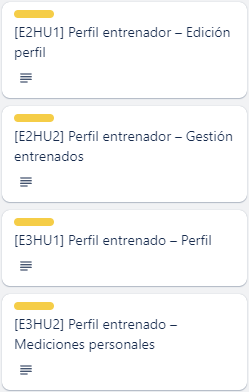 [E2HU1] Perfil entrenador – Edición
perfil
[E2HU2] Perfil entrenador – Gestión
entrenados
[E3HU1] Perfil entrenado – Perfil
[E3HU2] Perfil entrenado –
Mediciones personales